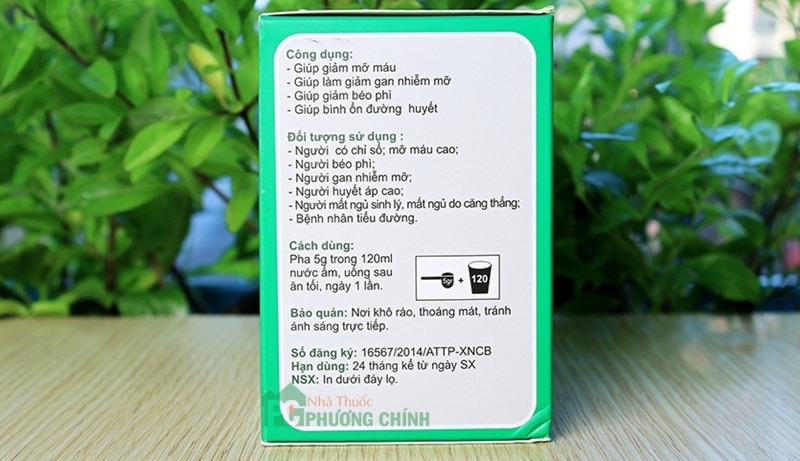 Công dụng:
- Giúp giảm mỡ máu
- Giúp làm giảm gan nhiễm mỡ
- Giúp giảm béo phì
- Giúp bình ổn đường huyết
Đối tượng sử dụng :
- Người có chỉ số; mỡ máu cao;
- Người béo phì;
- Người gan nhiễm mỡ;
- Người huyết áp cao;
- Người mất ngủ sinh lý, mất ngủ do căng thẳng;
- Bệnh nhân tiểu đường.
Cách dùng:
Pha 5g trong 120ml
nước ấm, uống sau
ăn tối, ngày 1 lần.
5gr + 120
Bảo quản: Nơi khô ráo, thoáng mát, tránh
ánh sáng trực tiếp.
Số đăng ký: 16567/2014/ATTP-XNCB
Hạn dùng: 24 tháng kể từ ngày SX
NSX: In dưới đáy lọ.
Nhà Thuốc
PHƯƠNG CHÍNH